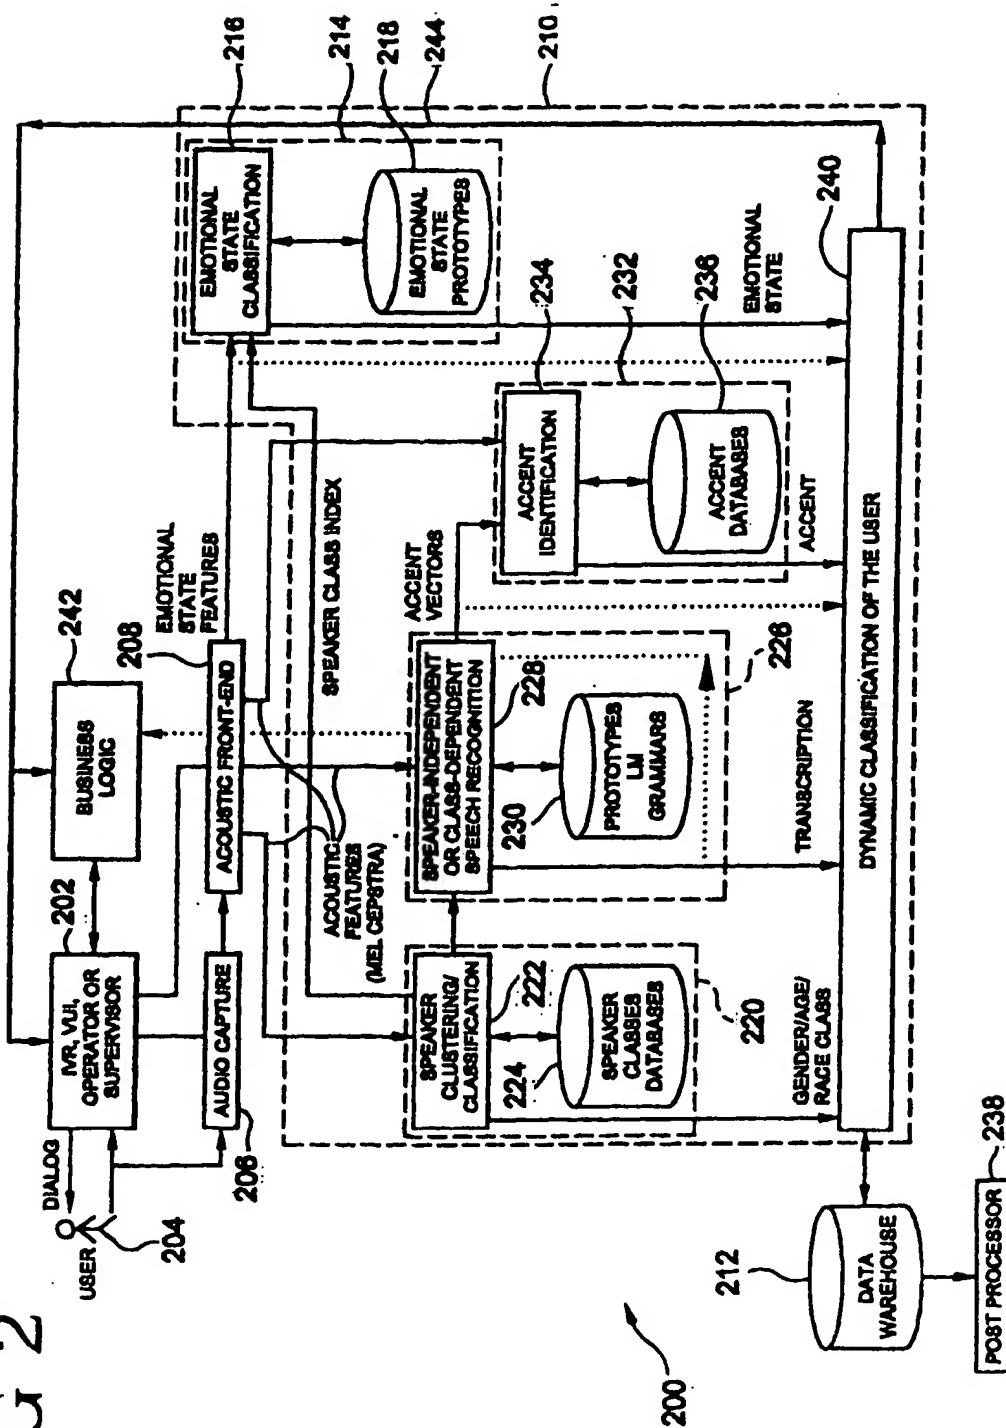 G 2
DIALOG
USER
204
202
IVR, VUI,
OPERATOR OR
SUPERVISOR
242
BUSINESS
LOGIC
206
AUDIO CAPTURE
208
ACOUSTIC FRONT-END
EMOTIONAL
STATE
FEATURES
216
EMOTIONAL
STATE
CLASSIFICATION
214
218
EMOTIONAL
STATE
PROTOTYPES
244
210
SPEAKER CLASS INDEX
ACOUSTIC
FEATURES
(MEL CEPSTRA)
ACCENT
VECTORS
SPEAKER
CLUSTERING/
CLASSIFICATION
222
224
SPEAKER
CLASSES
DATABASES
220
SPEAKER-INDEPENDENT
OR CLASS-DEPENDENT
SPEECH RECOGNITION
228
230
PROTOTYPES
LM
GRAMMARS
226
ACCENT
IDENTIFICATION
234
232
ACCENT
DATABASES
236
GENDER/AGE/
RACE CLASS
TRANSCRIPTION
ACCENT
EMOTIONAL
STATE
240
DYNAMIC CLASSIFICATION OF THE USER
212
DATA
WAREHOUSE
POST PROCESSOR
238
200